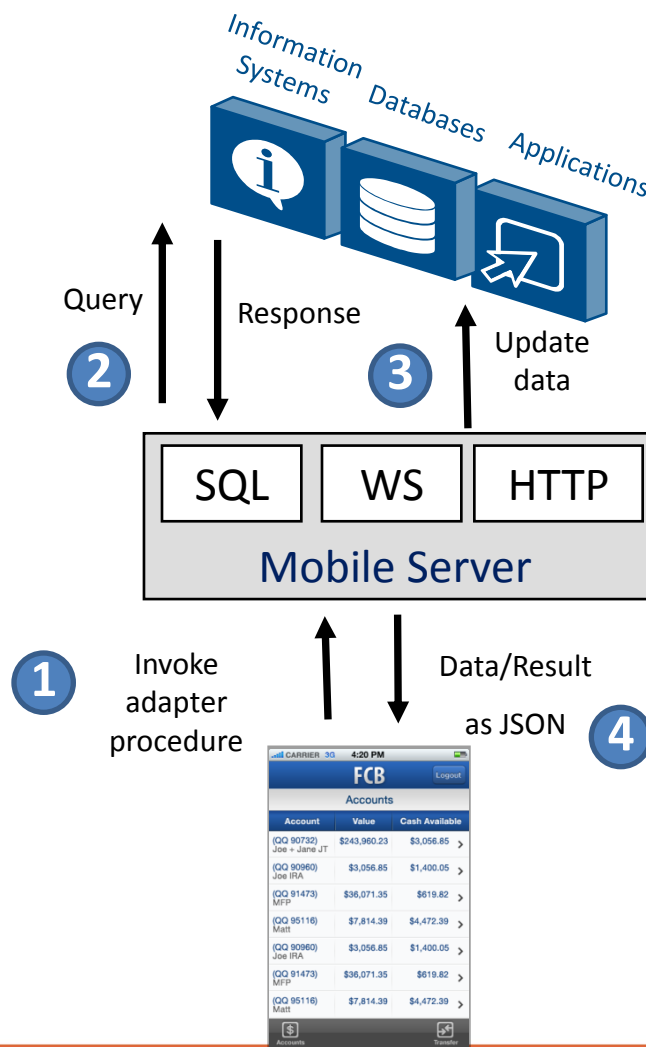 Information
Systems
Databases
Applications
Query
Response
2
3
Update
data
SQL
WS
HTTP
Mobile Server
1
Invoke
adapter
procedure
Data/Result
as JSON
4
CARRIER 3G 4:20 PM
FCB
Logout
Accounts
Account Value Cash Available
(QQ 90732) $243,960.23 $3,056.85
Joe + Jane JT
(QQ 90960) $3,056.85 $1,400.05
Joe IRA
(QQ 91473) $36,071.35 $619.82
MFP
(QQ 95116) $7,814.39 $4,472.39
Matt
(QQ 90960) $3,056.85 $1,400.05
Joe IRA
(QQ 91473) $36,071.35 $619.82
MFP
(QQ 95116) $7,814.39 $4,472.39
Matt
Accounts Transfer